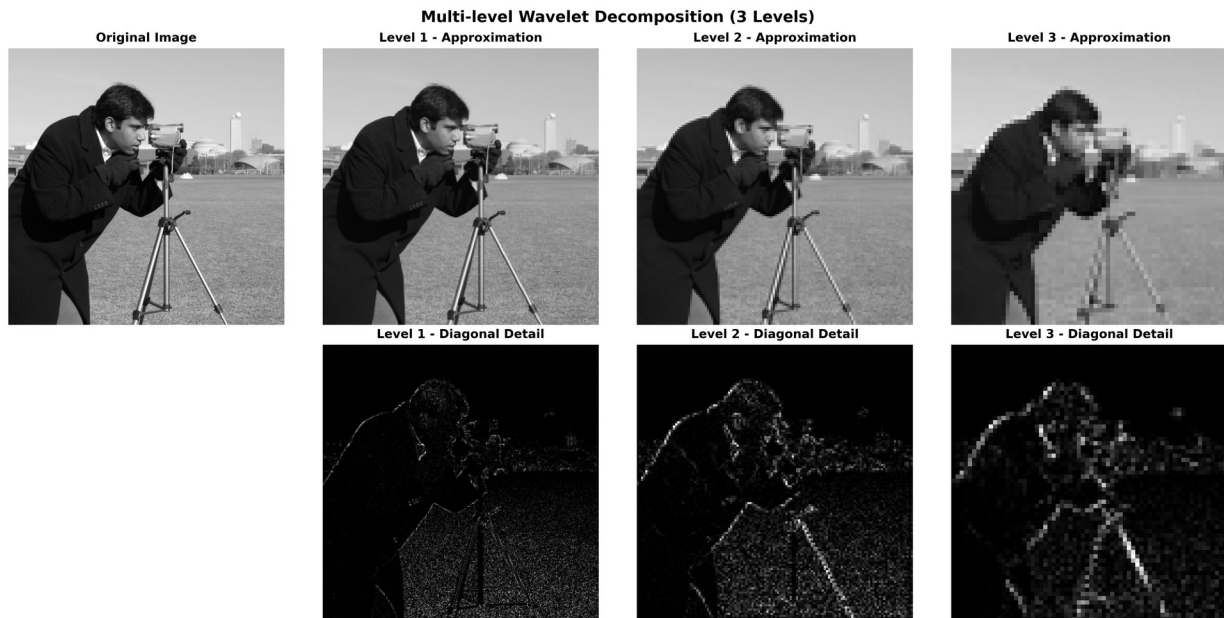 Multi-level Wavelet Decomposition (3 Levels)
Original Image
Level 1 - Approximation
Level 2 - Approximation
Level 3 - Approximation
Level 1 - Diagonal Detail
Level 2 - Diagonal Detail
Level 3 - Diagonal Detail